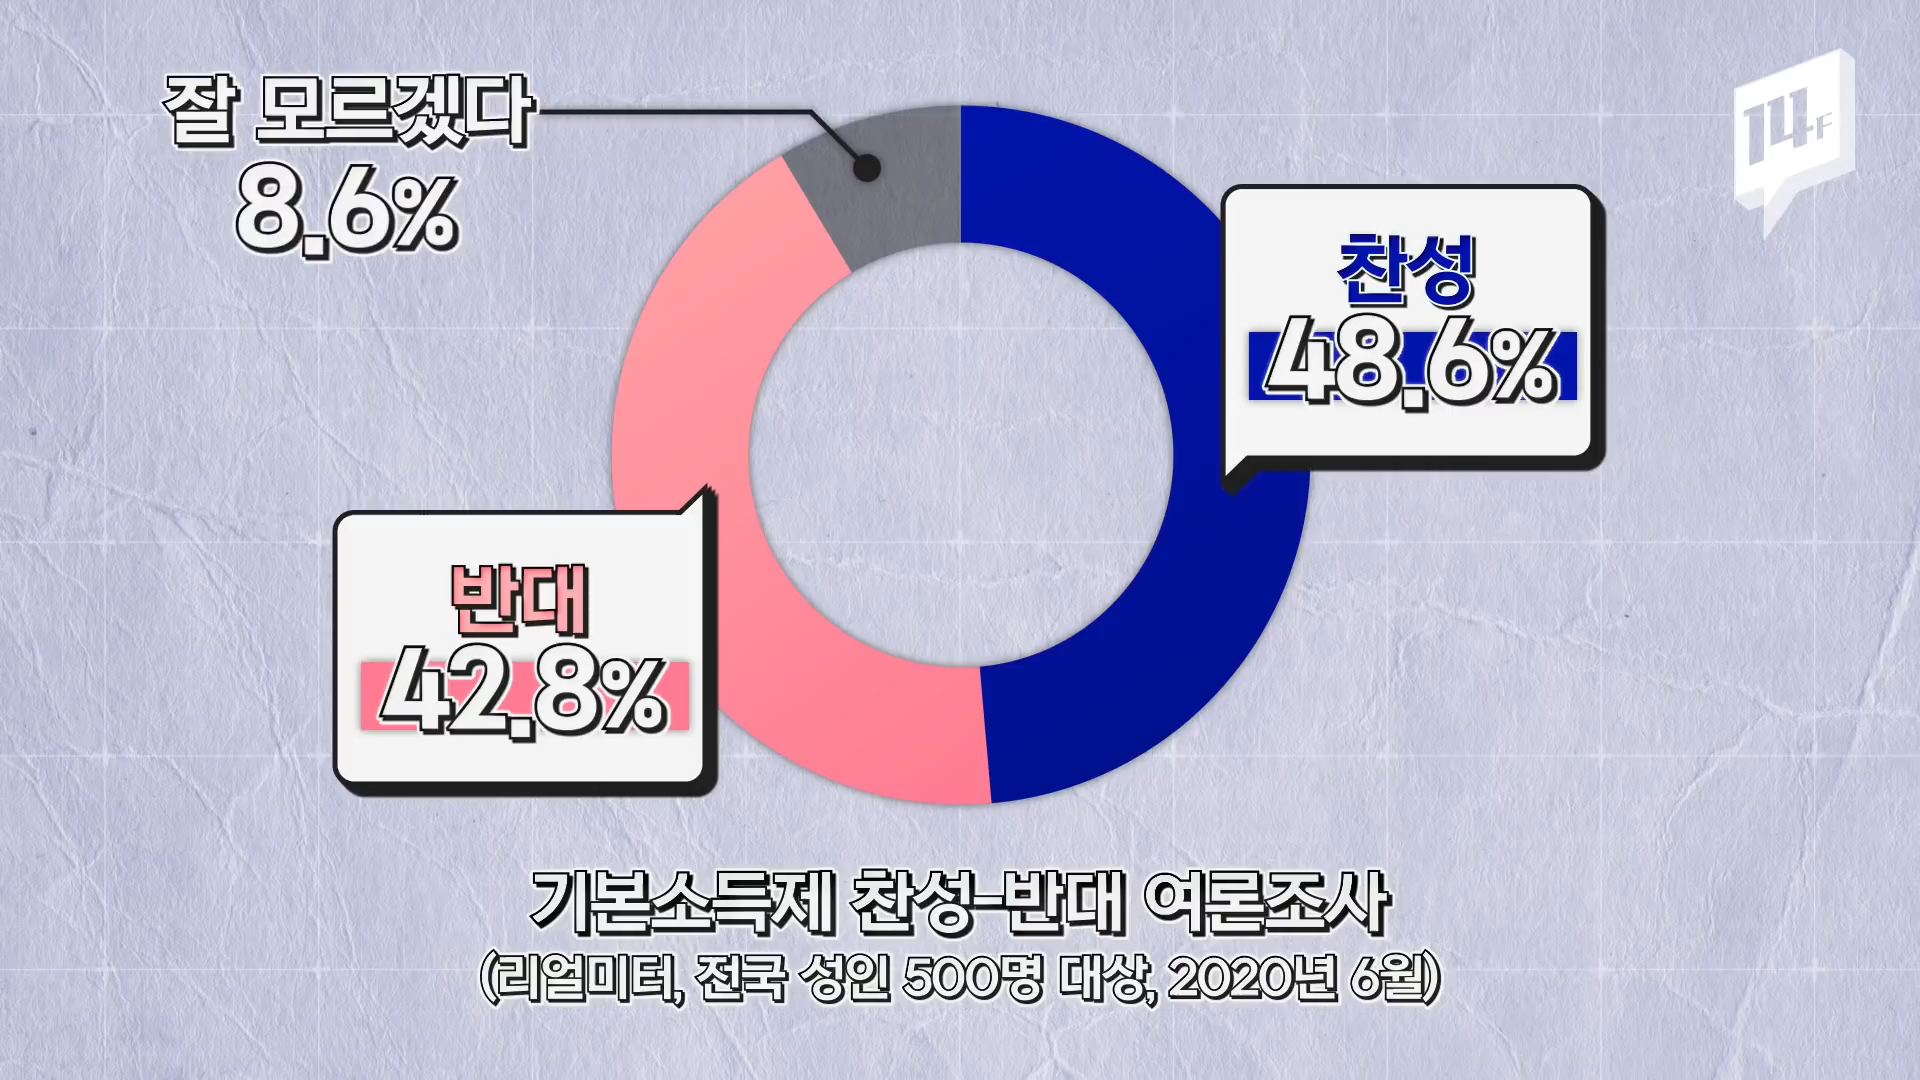 잘 모르겠다
8.6%
14F
찬성
48.6%
반대
42.8%
기본소득제 찬성-반대 여론조사
(리얼미터, 전국 성인 500명 대상, 2020년 6월)